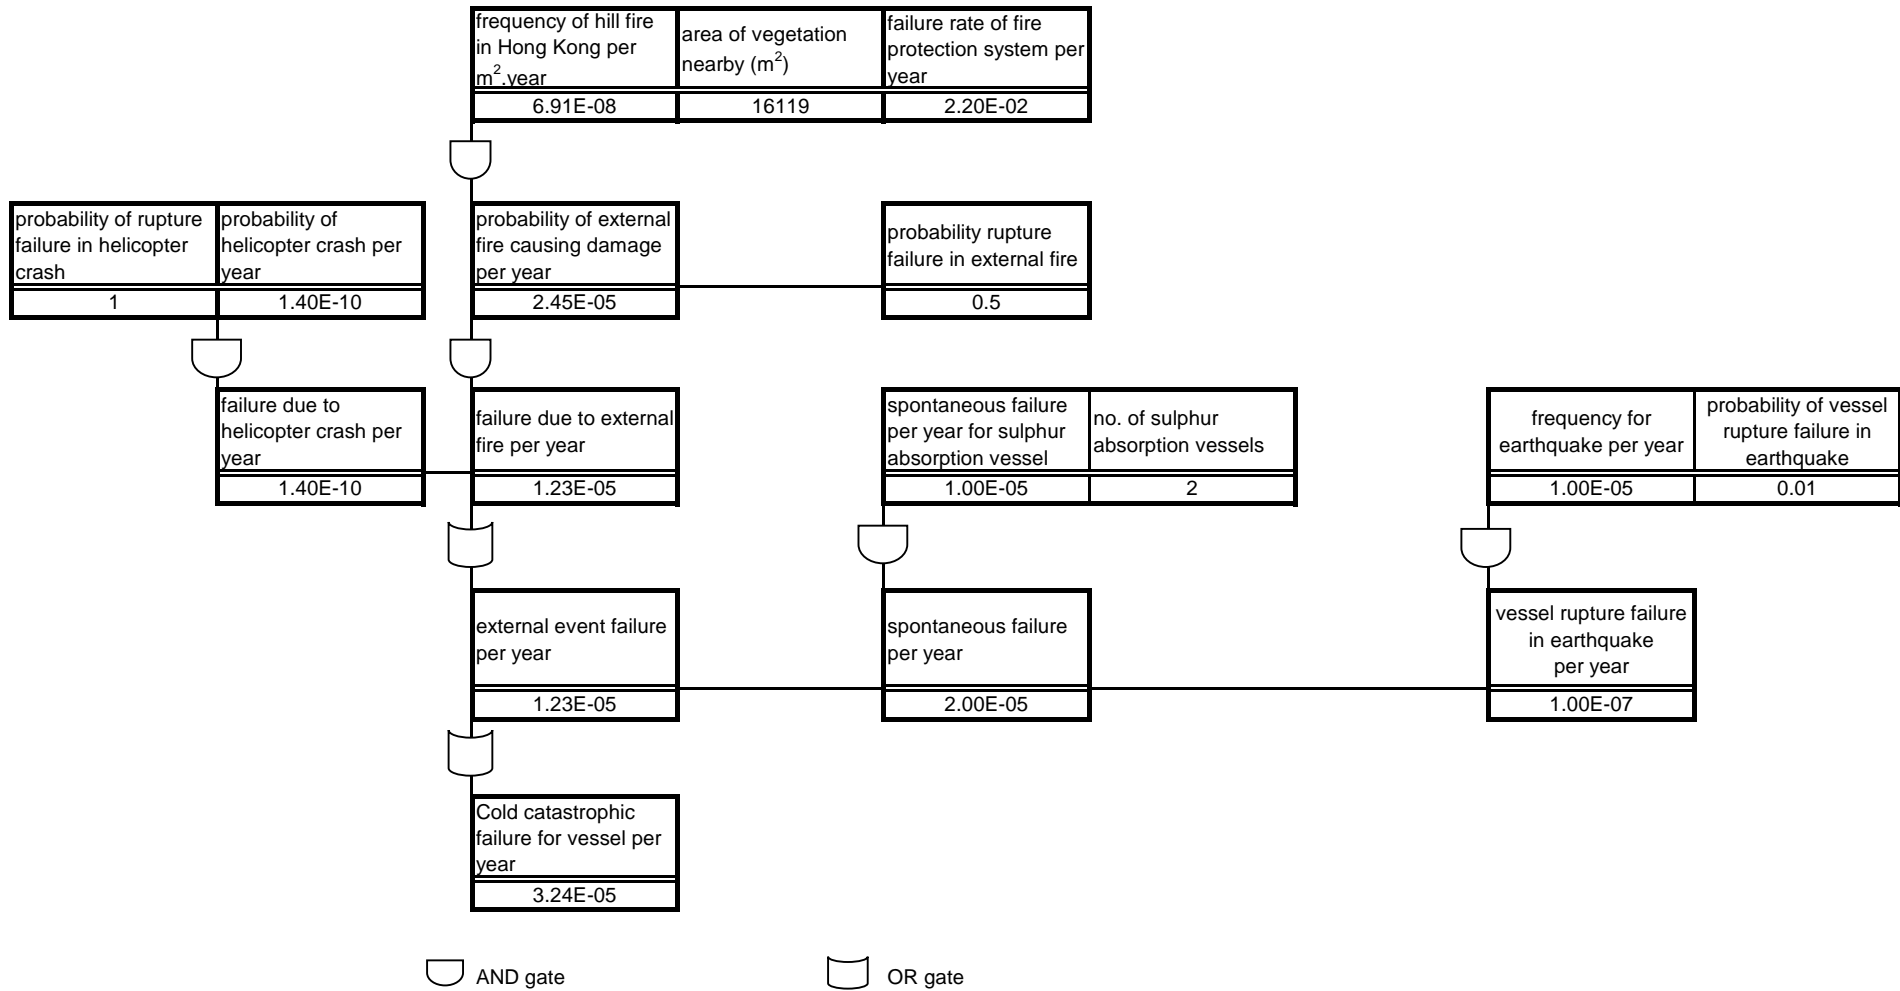 frequency of hill fire
in Hong Kong per
m².year
area of vegetation
nearby (m²)
failure rate of fire
protection system per
year
6.91E-08
16119
2.20E-02
probability of rupture
failure in helicopter
crash
probability of
helicopter crash per
year
1
1.40E-10
probability of external
fire causing damage
per year
2.45E-05
probability rupture
failure in external fire
0.5
failure due to
helicopter crash per
year
1.40E-10
failure due to external
fire per year
1.23E-05
spontaneous failure
per year for sulphur
absorption vessel
no. of sulphur
absorption vessels
1.00E-05
2
frequency for
earthquake per year
probability of vessel
rupture failure in
earthquake
1.00E-05
0.01
external event failure
per year
1.23E-05
spontaneous failure
per year
2.00E-05
vessel rupture failure
in earthquake
per year
1.00E-07
Cold catastrophic
failure for vessel per
year
3.24E-05
AND gate
OR gate